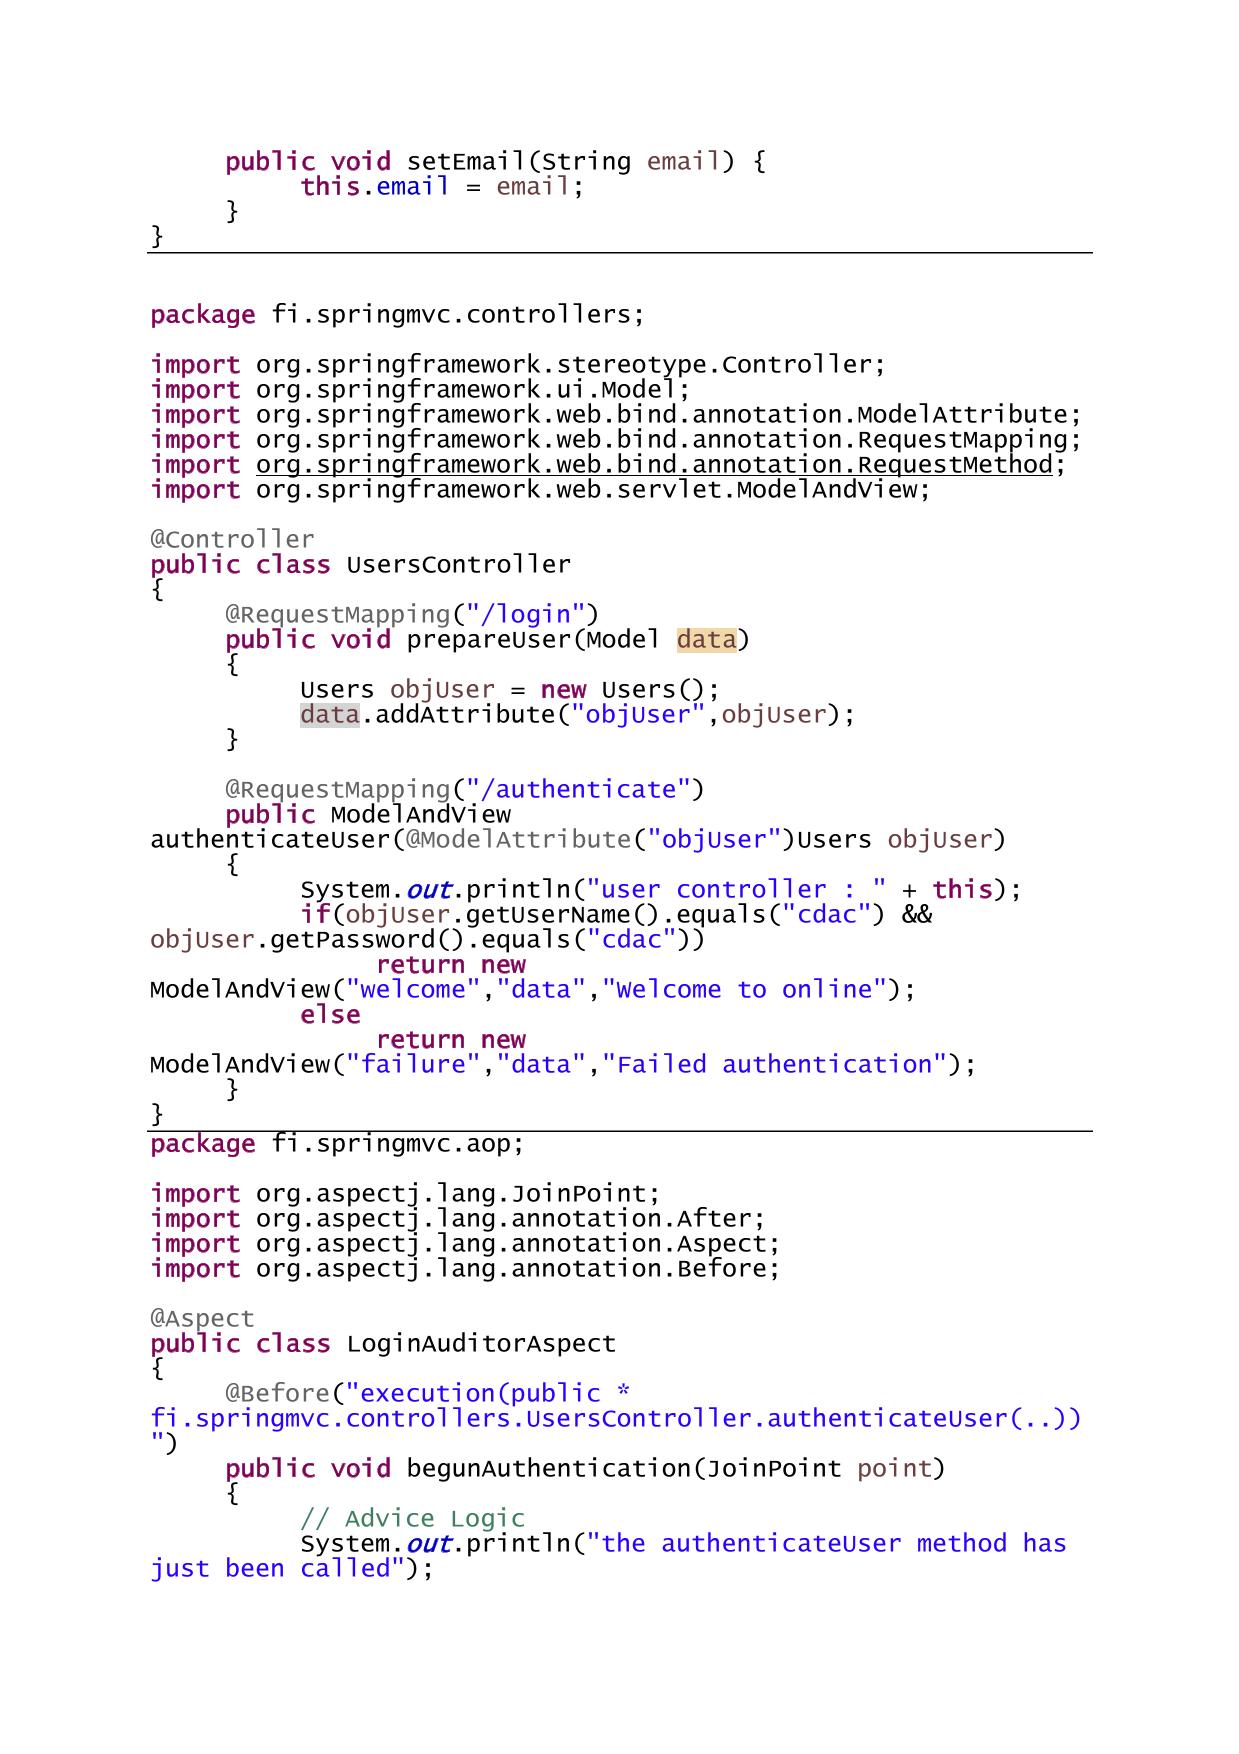 public void setEmail(String email) {
this.email = email;
}
}
package fi.springmvc.controllers;
import org.springframework.stereotype.Controller;
import org.springframework.ui.Model;
import org.springframework.web.bind.annotation.ModelAttribute;
import org.springframework.web.bind.annotation.RequestMapping;
import org.springframework.web.bind.annotation.RequestMethod;
import org.springframework.web.servlet.ModelAndView;
@Controller
public class UsersController
{
@RequestMapping("/login")
public void prepareUser(Model data)
{
Users objUser = new Users();
data.addAttribute("objUser",objUser);
}
@RequestMapping("/authenticate")
public ModelAndView
authenticateUser(@ModelAttribute("objUser")Users objUser)
{
System.out.println("user controller : " + this);
if(objUser.getUserName().equals("cdac") &&
objUser.getPassword().equals("cdac"))
return new
ModelAndView("welcome","data","Welcome to online");
else
return new
ModelAndView("failure","data","Failed authentication");
}
}
package fi.springmvc.aop;
import org.aspectj.lang.JoinPoint;
import org.aspectj.lang.annotation.After;
import org.aspectj.lang.annotation.Aspect;
import org.aspectj.lang.annotation.Before;
@Aspect
public class LoginAuditorAspect
{
@Before("execution(public *
fi.springmvc.controllers.UsersController.authenticateUser(..))
")
public void begunAuthentication(JoinPoint point)
{
// Advice Logic
System.out.println("the authenticateUser method has
just been called");